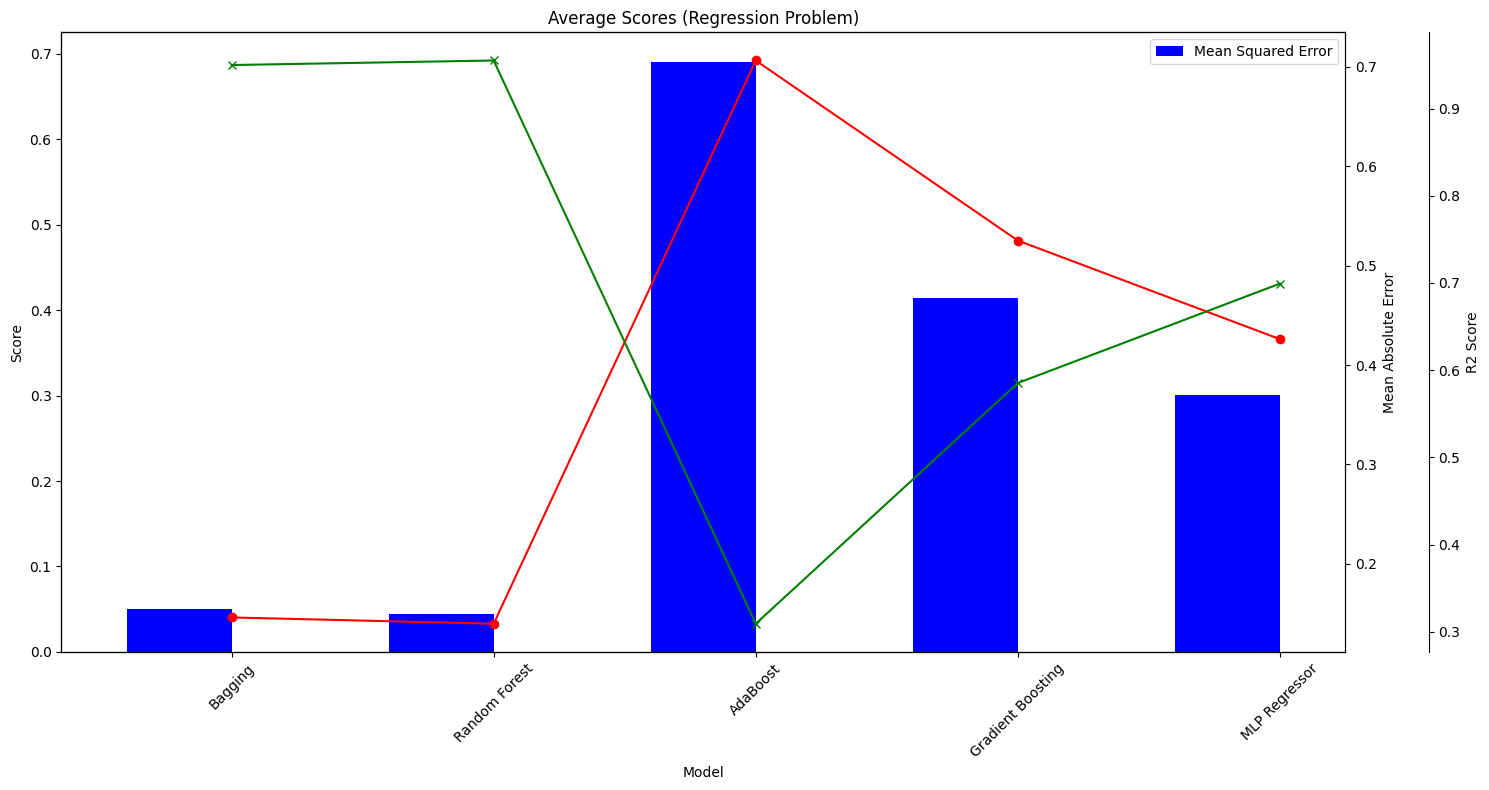 Average Scores (Regression Problem)
Mean Squared Error
0.7
0.6
0.5
0.4
0.3
0.2
0.1
0.0
Score
0.7
0.6
0.5
0.4
0.3
0.2
Mean Absolute Error
0.9
0.8
0.7
0.6
0.5
0.4
0.3
R2 Score
Bagging
Random Forest
AdaBoost
Gradient Boosting
MLP Regressor
Model